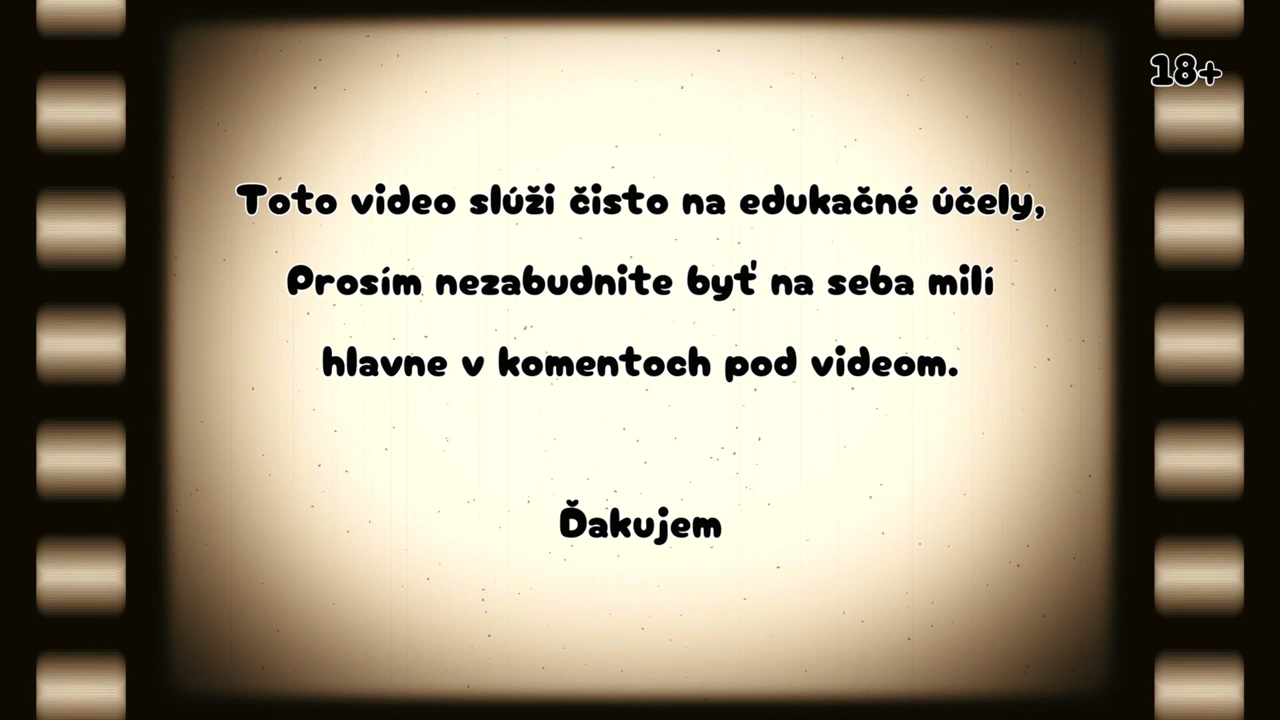 18+
Toto video slúži čisto na edukačné účely,
Prosím nezabudnite byť na seba milí
hlavne v komentoch pod videom.
Ďakujem